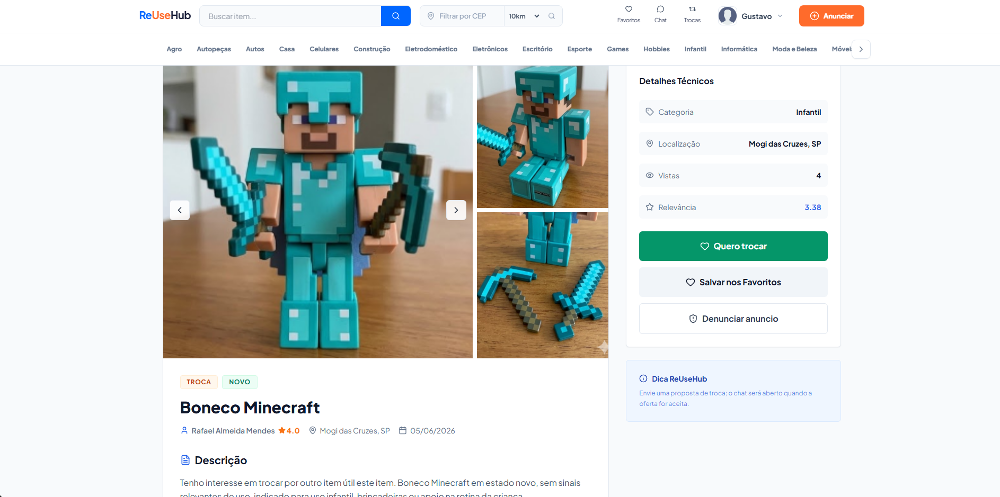 ReUseHub
Buscar item...
Filtrar por CEP
10km
Favoritos
Chat
Trocas
Gustavo
Anunciar
Agro Autopeças Autos Casa Celulares Construção Eletrodoméstico Eletrônicos Escritório Esporte Games Hobbies Infantil Informática Moda e Beleza Móveis
Detalhes Técnicos
Categoria Infantil
Localização Mogi das Cruzes, SP
Vistas 4
Relevância 3.38
Quero trocar
Salvar nos Favoritos
Denunciar anuncio
Dica ReUseHub
Envie uma proposta de troca; o chat será aberto quando a
oferta for aceita.
TROCA NOVO
Boneco Minecraft
Rafael Almeida Mendes 4.0 Mogi das Cruzes, SP 05/06/2026
Descrição
Tenho interesse em trocar por outro item útil este item. Boneco Minecraft em estado novo, sem sinais
relevantes de uso, indicado para uso infantil, brincadeiras ou apoio na rotina da criança.